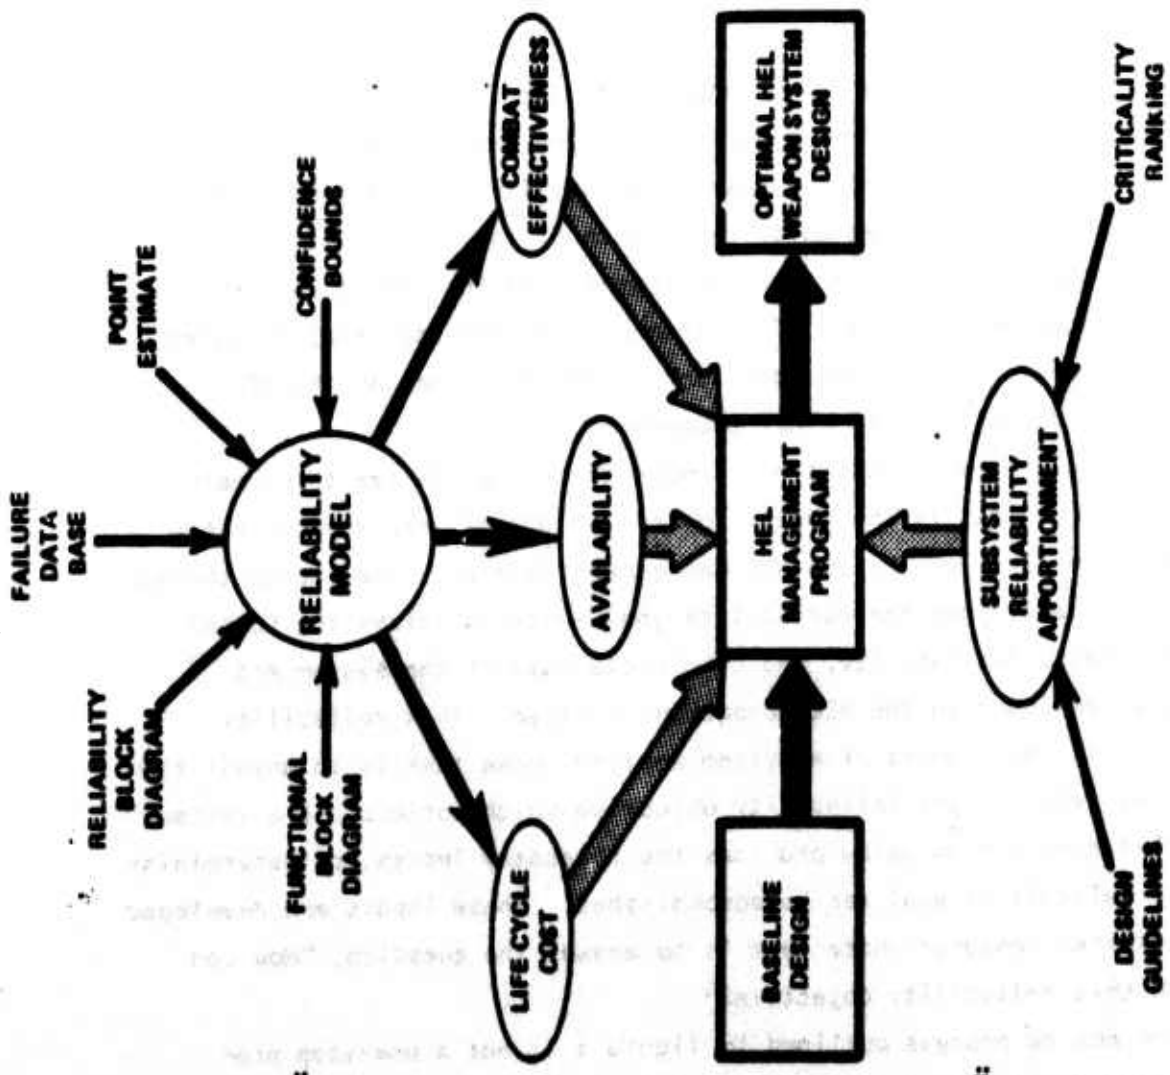 FAILURE
DATA
BASE
RELIABILITY
BLOCK
DIAGRAM
POINT
ESTIMATE
FUNCTIONAL
BLOCK
DIAGRAM
RELIABILITY
MODEL
CONFIDENCE
BOUNDS
LIFE-CYCLE
COST
AVAILABILITY
COMBAT
EFFECTIVENESS
BASELINE
DESIGN
HEL
MANAGEMENT
PROGRAM
OPTIMAL HEL
WEAPON SYSTEM
DESIGN
SUBSYSTEM
RELIABILITY
APPORTIONMENT
DESIGN
GUIDELINES
CRITICALITY
RANKING